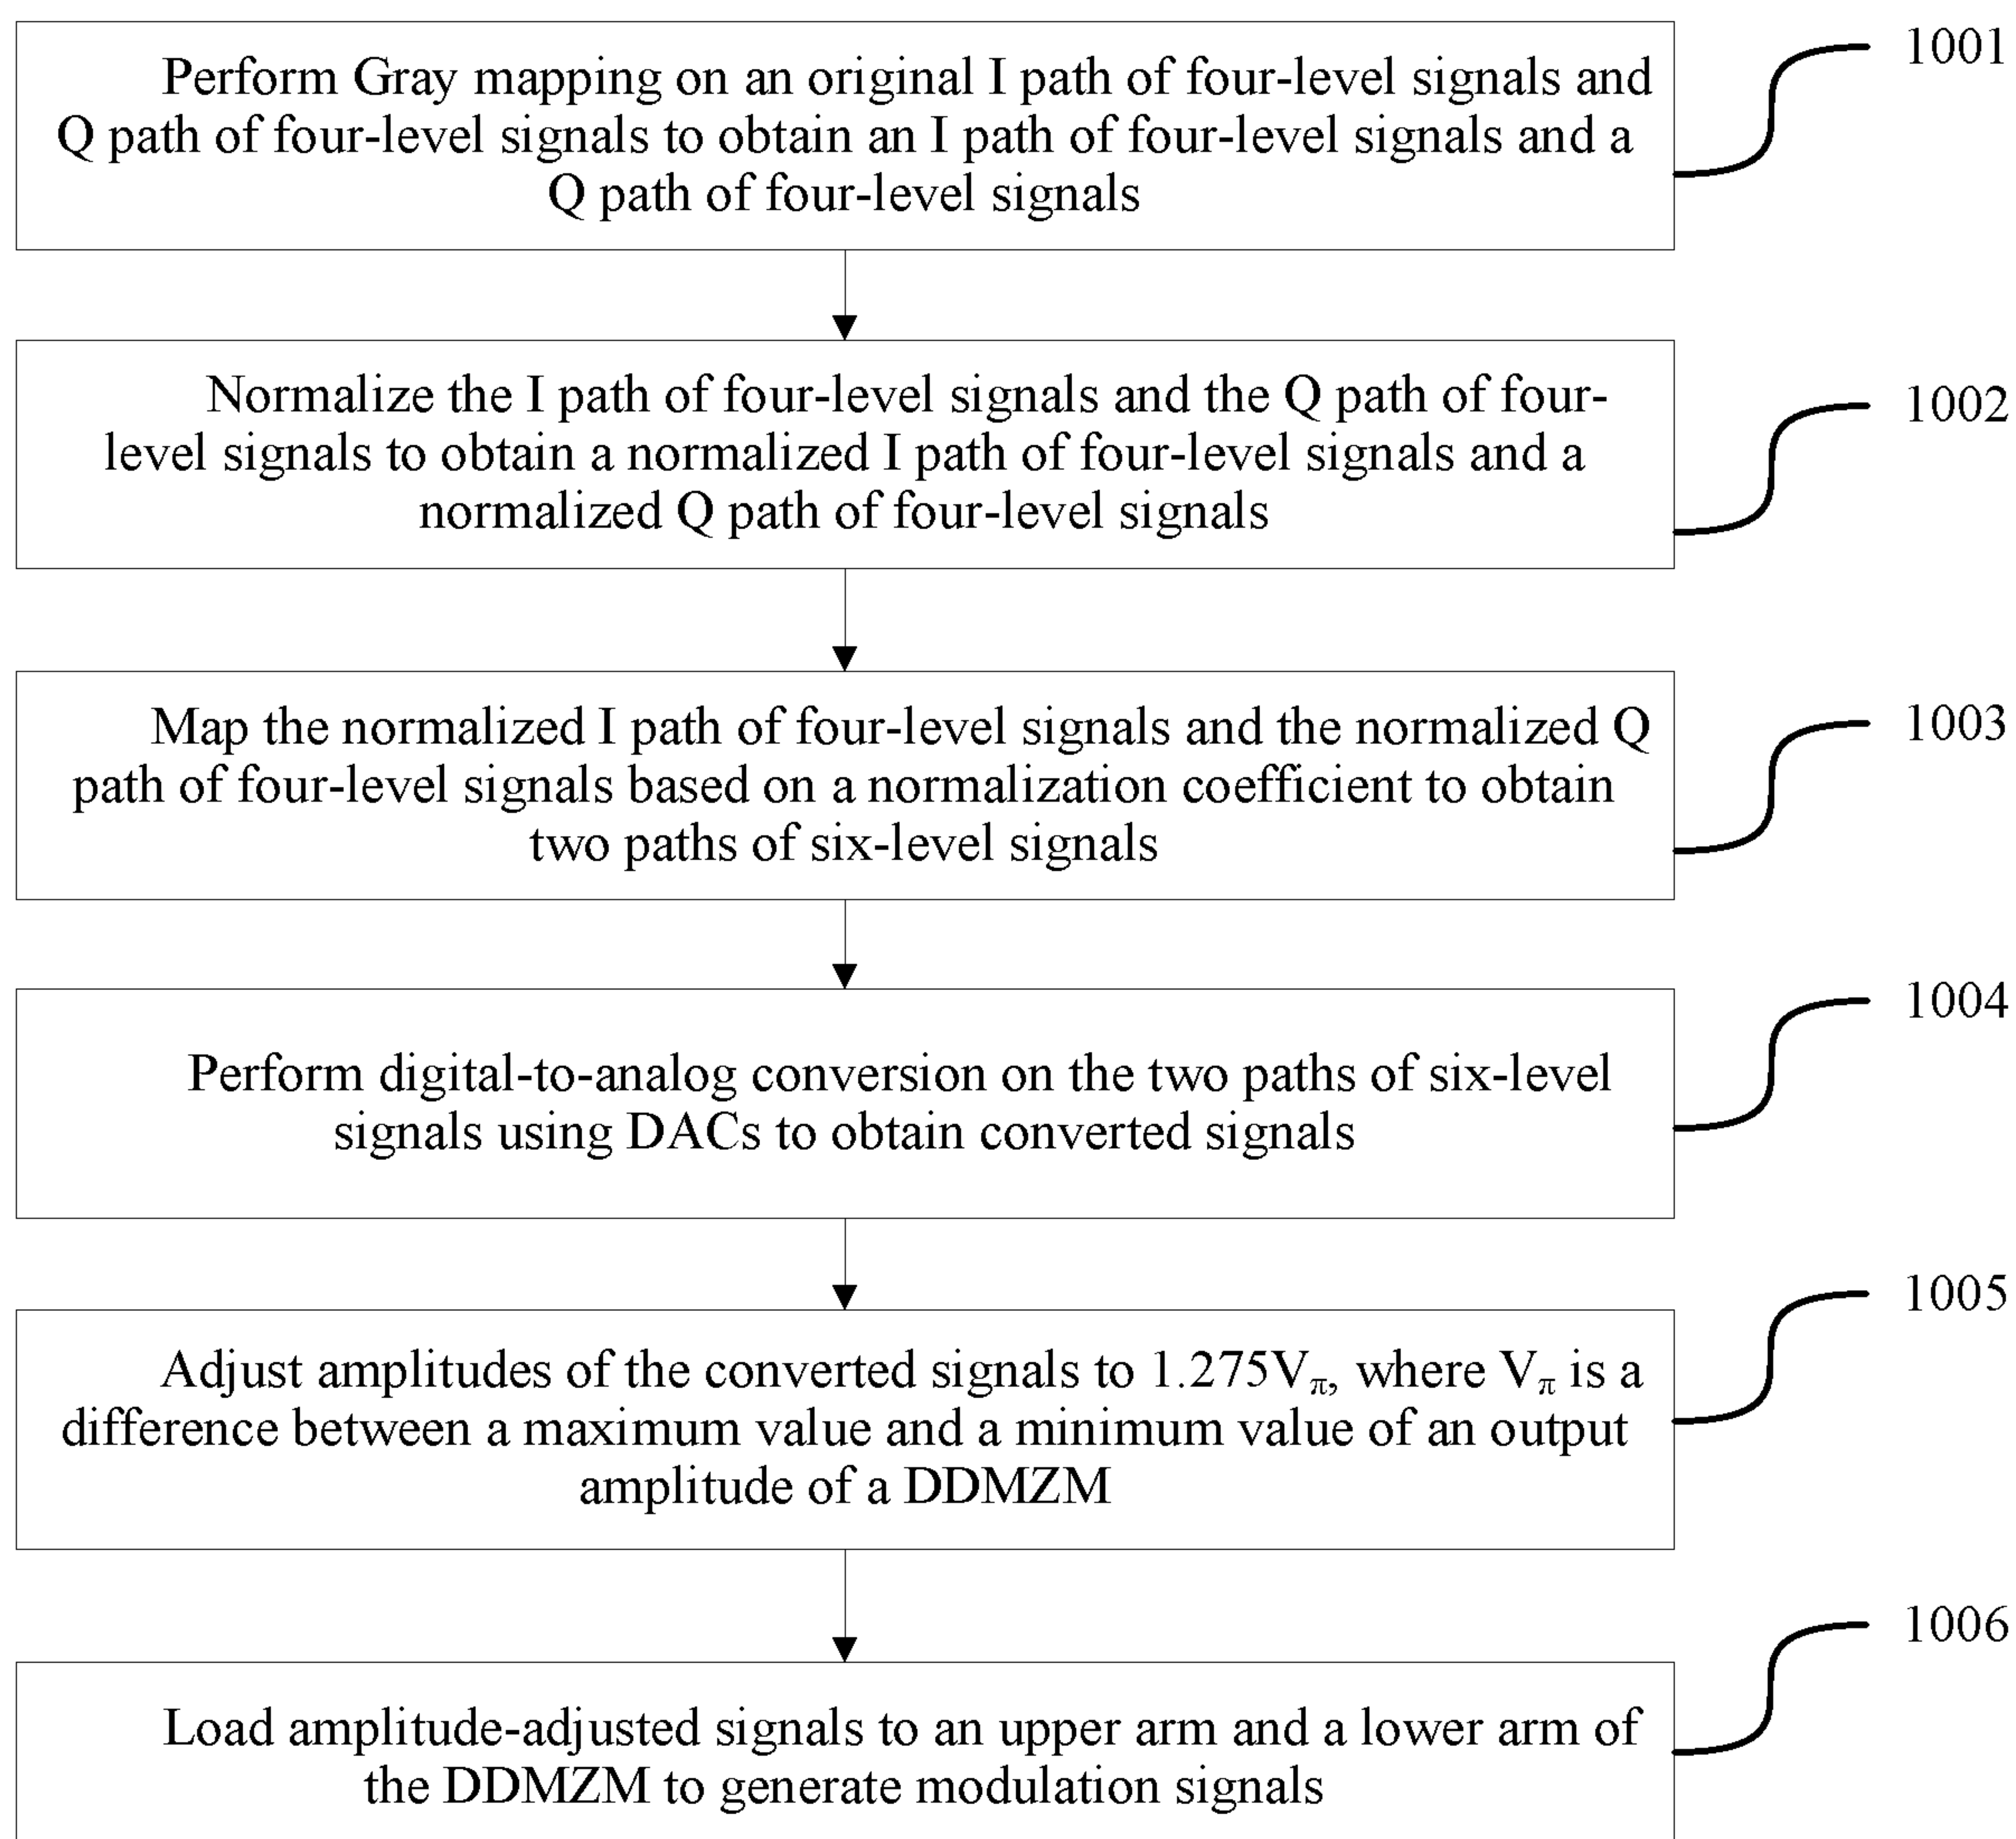 Perform Gray mapping on an original I path of four-level signals and
Q path of four-level signals to obtain an I path of four-level signals and a
Q path of four-level signals
1001
Normalize the I path of four-level signals and the Q path of four-
level signals to obtain a normalized I path of four-level signals and a
normalized Q path of four-level signals
1002
Map the normalized I path of four-level signals and the normalized Q
path of four-level signals based on a normalization coefficient to obtain
two paths of six-level signals
1003
Perform digital-to-analog conversion on the two paths of six-level
signals using DACs to obtain converted signals
1004
Adjust amplitudes of the converted signals to 1.275Vπ, where Vπ is a
difference between a maximum value and a minimum value of an output
amplitude of a DDMZM
1005
Load amplitude-adjusted signals to an upper arm and a lower arm of
the DDMZM to generate modulation signals
1006